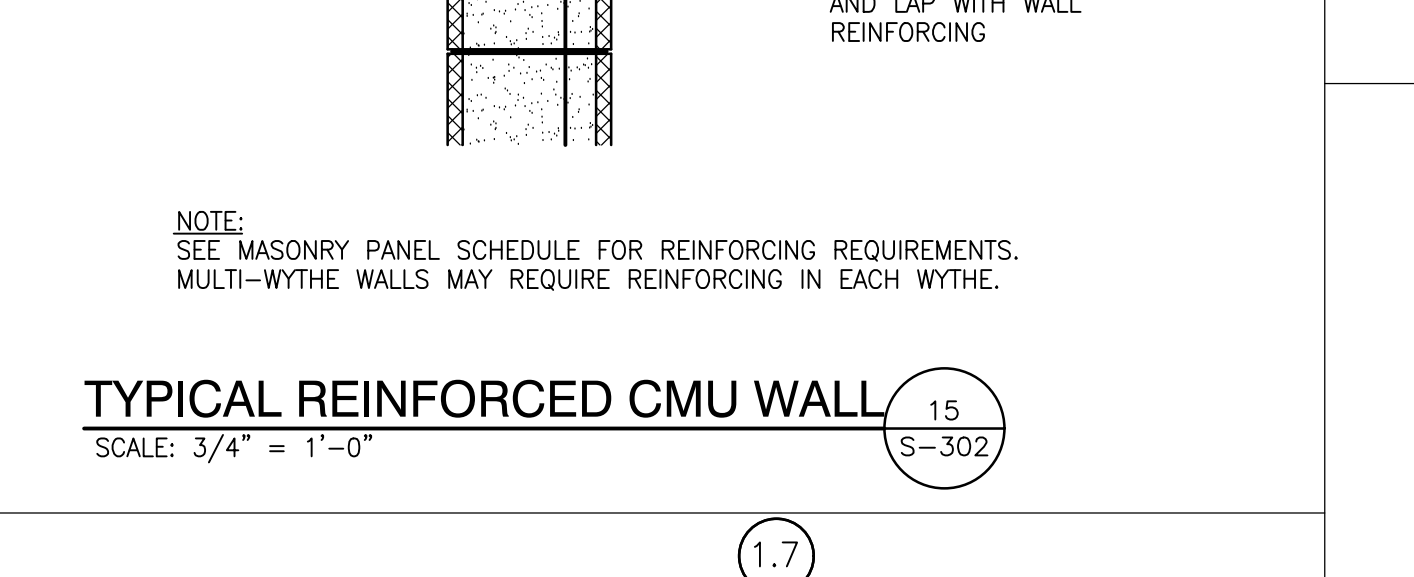 AND LAP WITH WALL
REINFORCING
NOTE:
SEE MASONRY PANEL SCHEDULE FOR REINFORCING REQUIREMENTS.
MULTI-WYTHE WALLS MAY REQUIRE REINFORCING IN EACH WYTHE.
TYPICAL REINFORCED CMU WALL
15
S-302
SCALE: 3/4" = 1'-0"
1.7